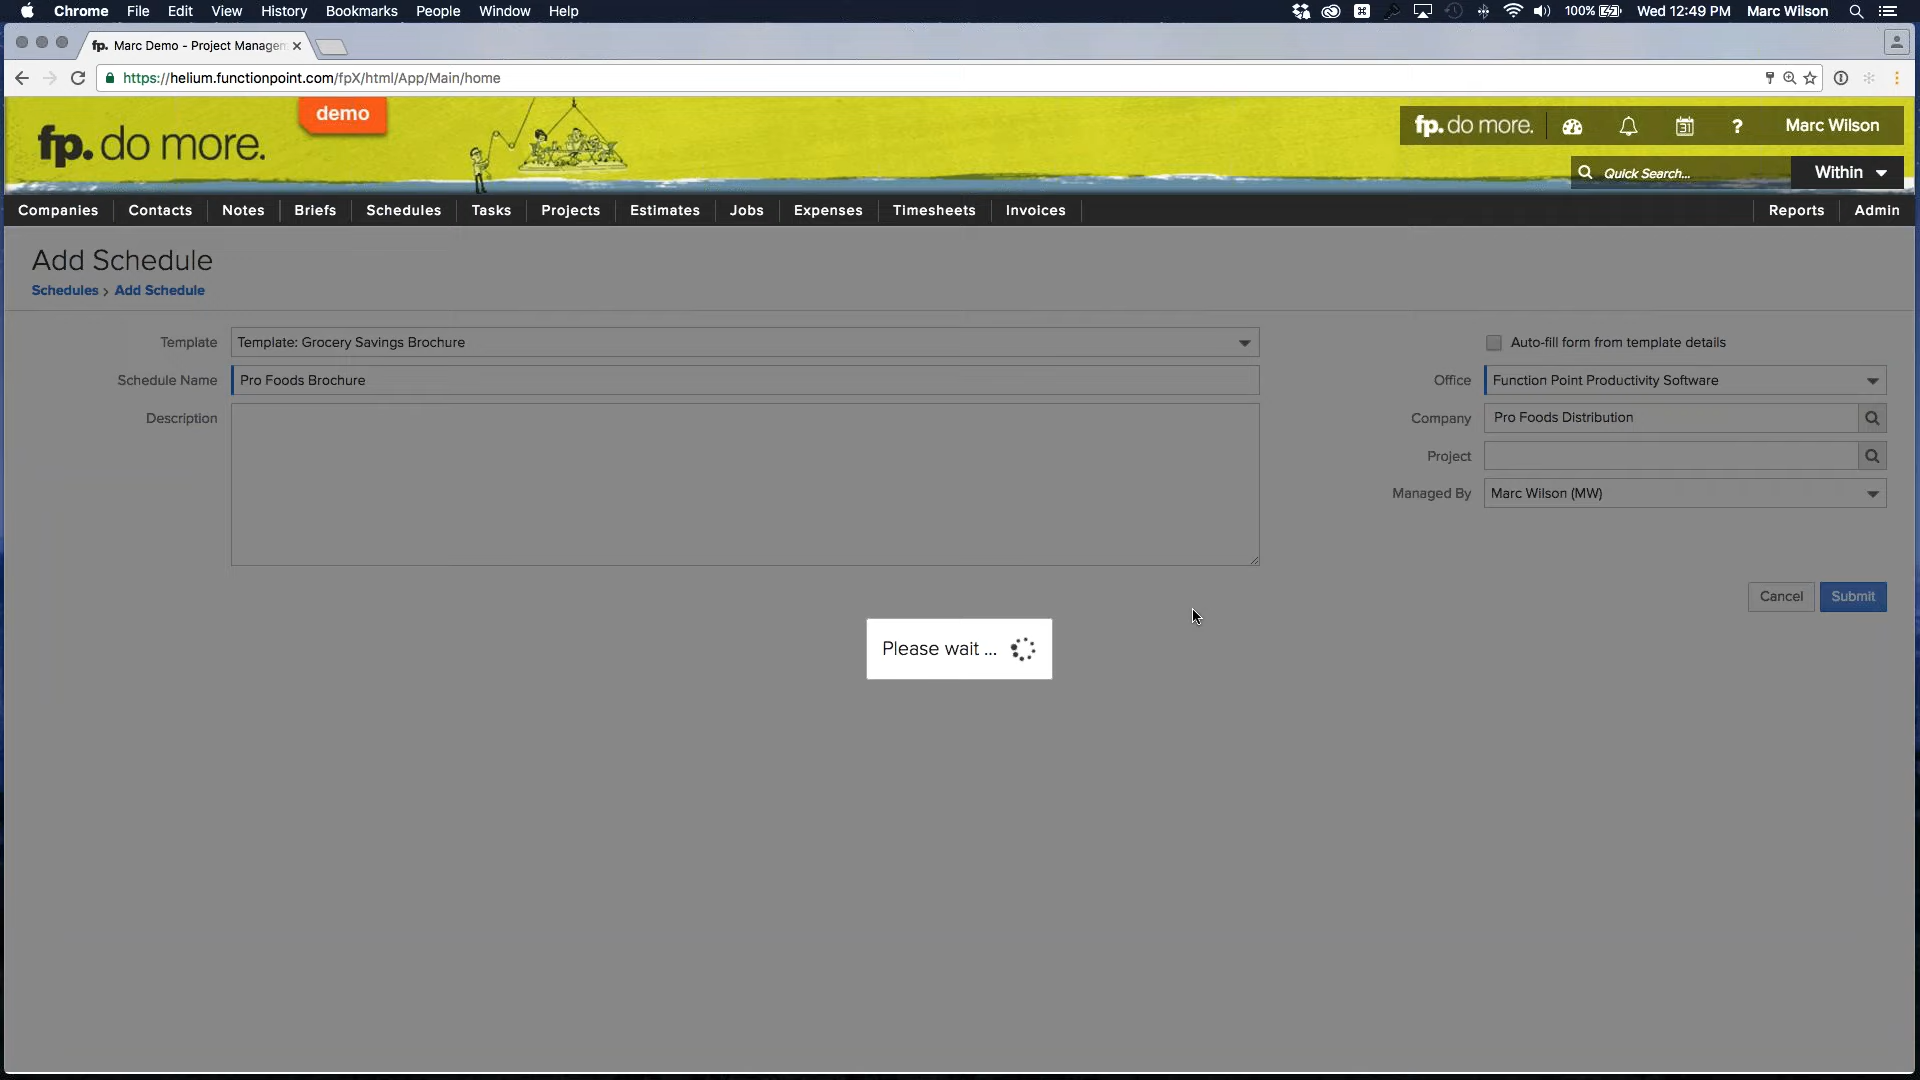 Chrome File Edit View History Bookmarks People Window Help 100% Wed 12:49 PM Marc Wilson
fp. Marc Demo - Project Managem
https://helium.functionpoint.com/fpX/html/App/Main/home
demo
fp. do more.
fp. do more. 31 ? Marc Wilson
Quick Search... Within
Companies Contacts Notes Briefs Schedules Tasks Projects Estimates Jobs Expenses Timesheets Invoices Reports Admin
Add Schedule
Schedules > Add Schedule
Template Template: Grocery Savings Brochure Auto-fill form from template details
Schedule Name Pro Foods Brochure Office Function Point Productivity Software
Description Company Pro Foods Distribution
Project
Managed By Marc Wilson (MW)
Cancel Submit
Please wait ...